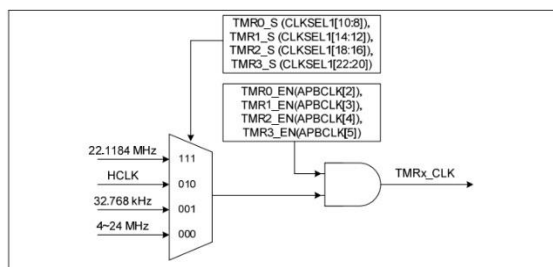 TMR0_S (CLKSEL1[10:8]),
TMR1_S (CLKSEL1[14:12]),
TMR2_S (CLKSEL1[18:16]),
TMR3_S (CLKSEL1[22:20])
TMR0_EN(APBCLK[2]),
TMR1_EN(APBCLK[3]),
TMR2_EN(APBCLK[4]),
TMR3_EN(APBCLK[5])
22.1184 MHz
111
HCLK
010
32.768 kHz
001
4~24 MHz
000
TMRx_CLK